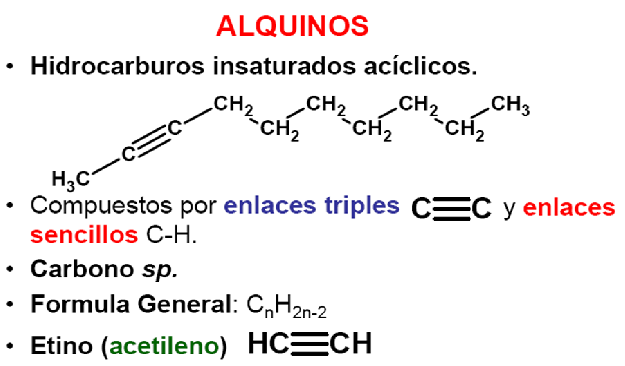 ALQUINOS
• Hidrocarburos insaturados acíclicos.
CH2 CH2 CH2 CH3
C CH2 CH2 CH2
C
H3C
• Compuestos por enlaces triples C≡C y enlaces
sencillos C-H.
• Carbono sp.
• Formula General: CnH2n-2
• Etino (acetileno) HC≡CH